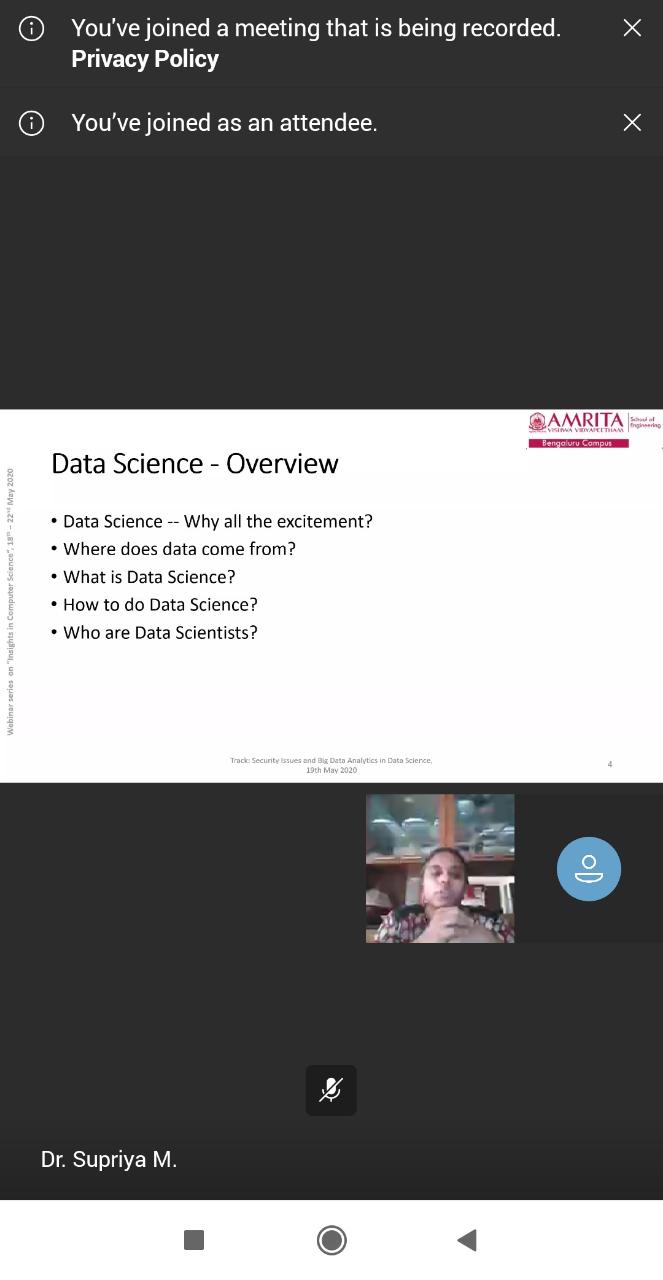 You've joined a meeting that is being recorded.
Privacy Policy
You've joined as an attendee.
AMRITA
VISHWA VIDYAPEETHAM
School of
Engineering
Bengaluru Campus
Data Science - Overview
• Data Science -- Why all the excitement?
• Where does data come from?
• What is Data Science?
• How to do Data Science?
• Who are Data Scientists?
Webinar series on "Insights in Computer Science", 18th – 22nd May 2020
Track: Security Issues and Big Data Analytics in Data Science,
19th May 2020
4
Dr. Supriya M.